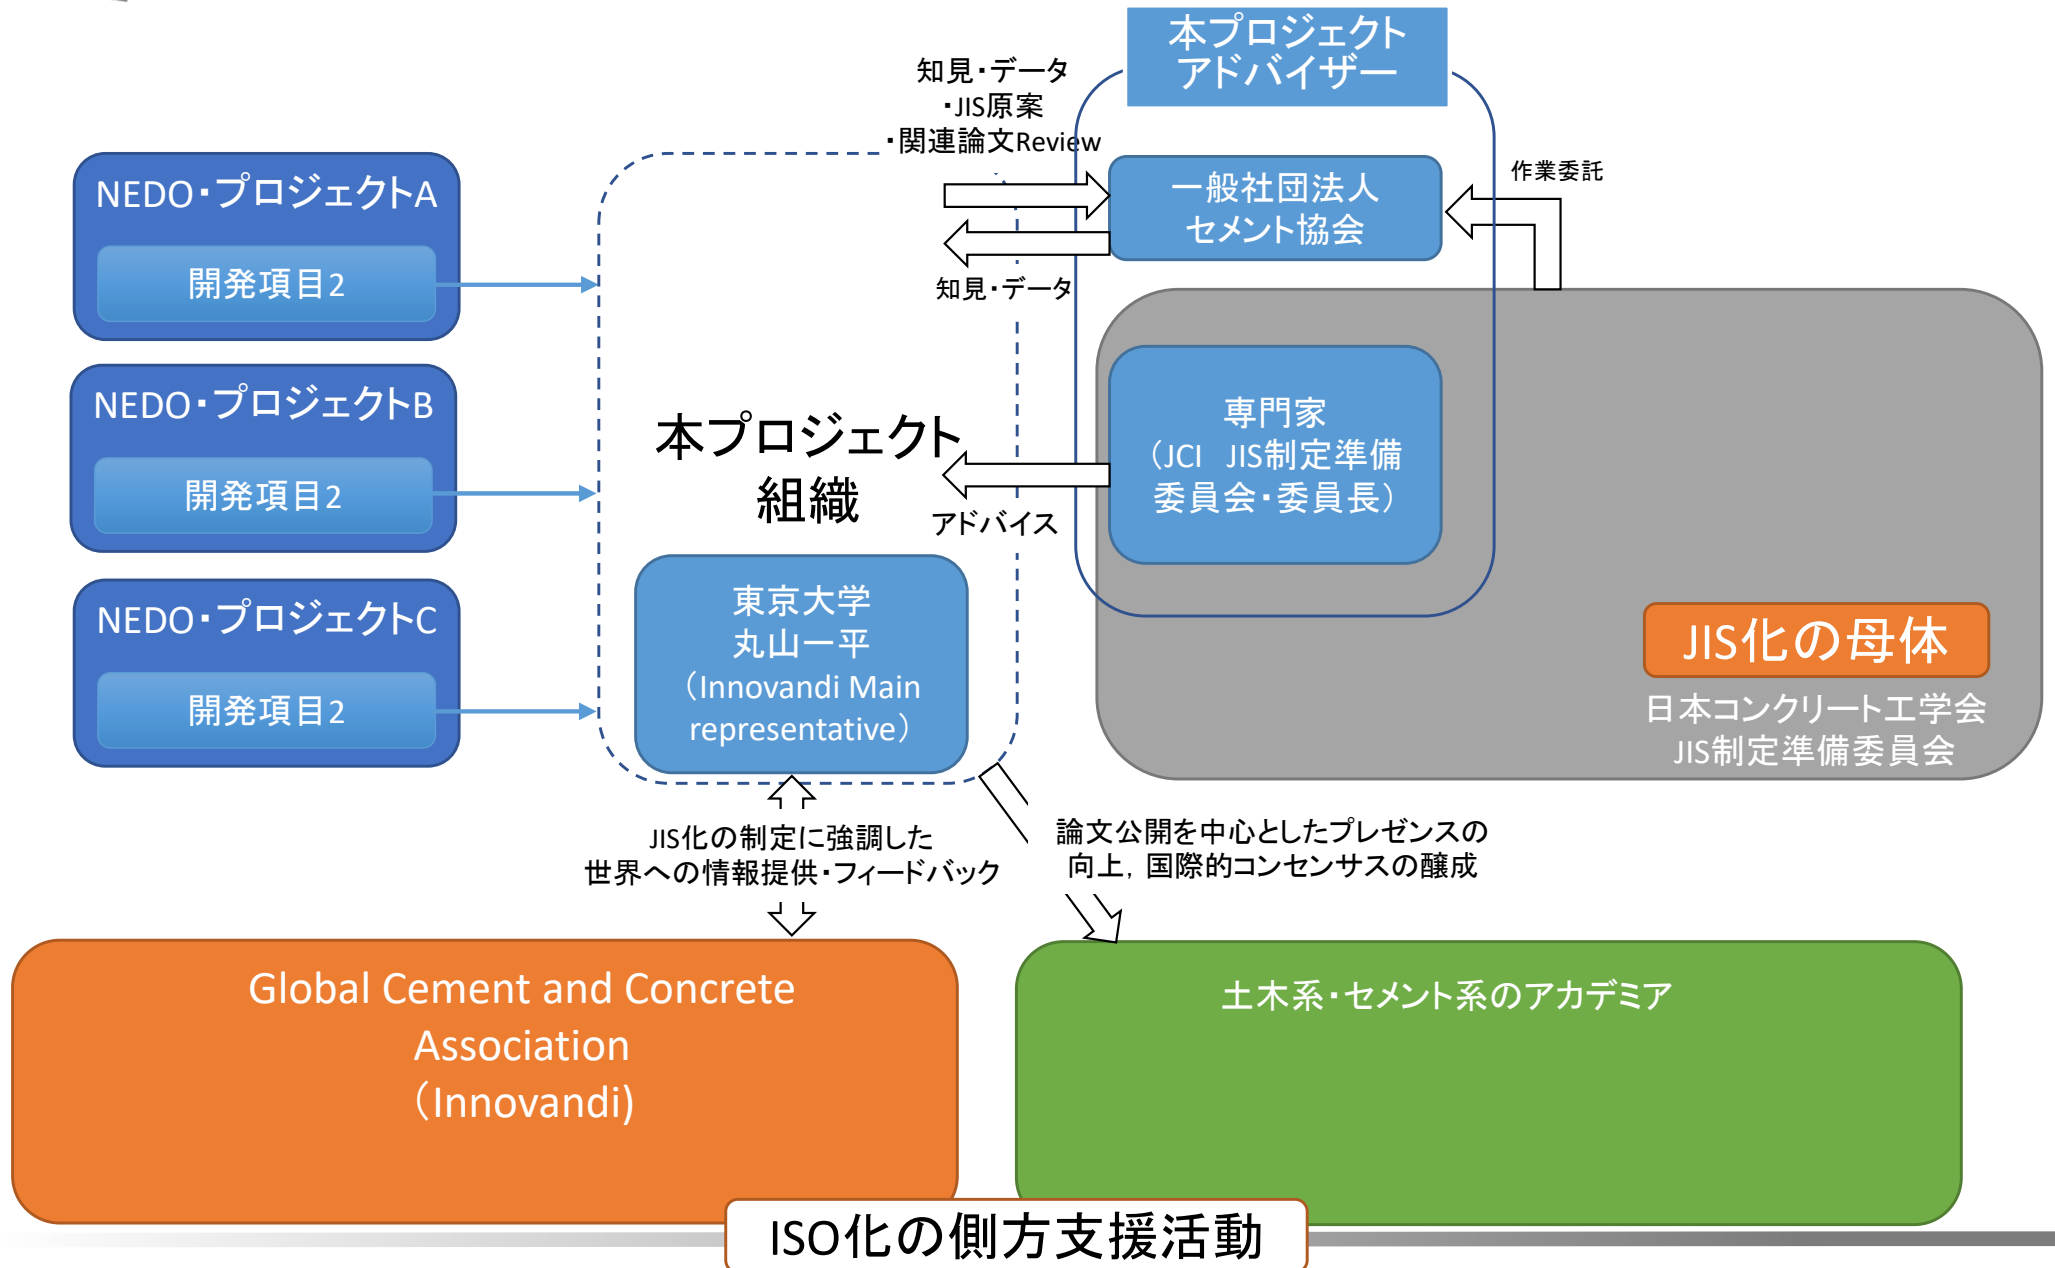 本プロジェクト
アドバイザー
知見・データ
・JIS原案
・関連論文Review
一般社団法人
セメント協会
作業委託
知見・データ
NEDO・プロジェクトA
開発項目2
NEDO・プロジェクトB
開発項目2
NEDO・プロジェクトC
開発項目2
本プロジェクト
組織
専門家
（JCI　JIS制定準備
委員会・委員長）
アドバイス
東京大学
丸山一平
（Innovandi Main
representative）
JIS化の母体
日本コンクリート工学会
JIS制定準備委員会
JIS化の制定に強調した
世界への情報提供・フィードバック
論文公開を中心としたプレゼンスの
向上，国際的コンセンサスの醸成
Global Cement and Concrete
Association
（Innovandi)
土木系・セメント系のアカデミア
ISO化の側方支援活動